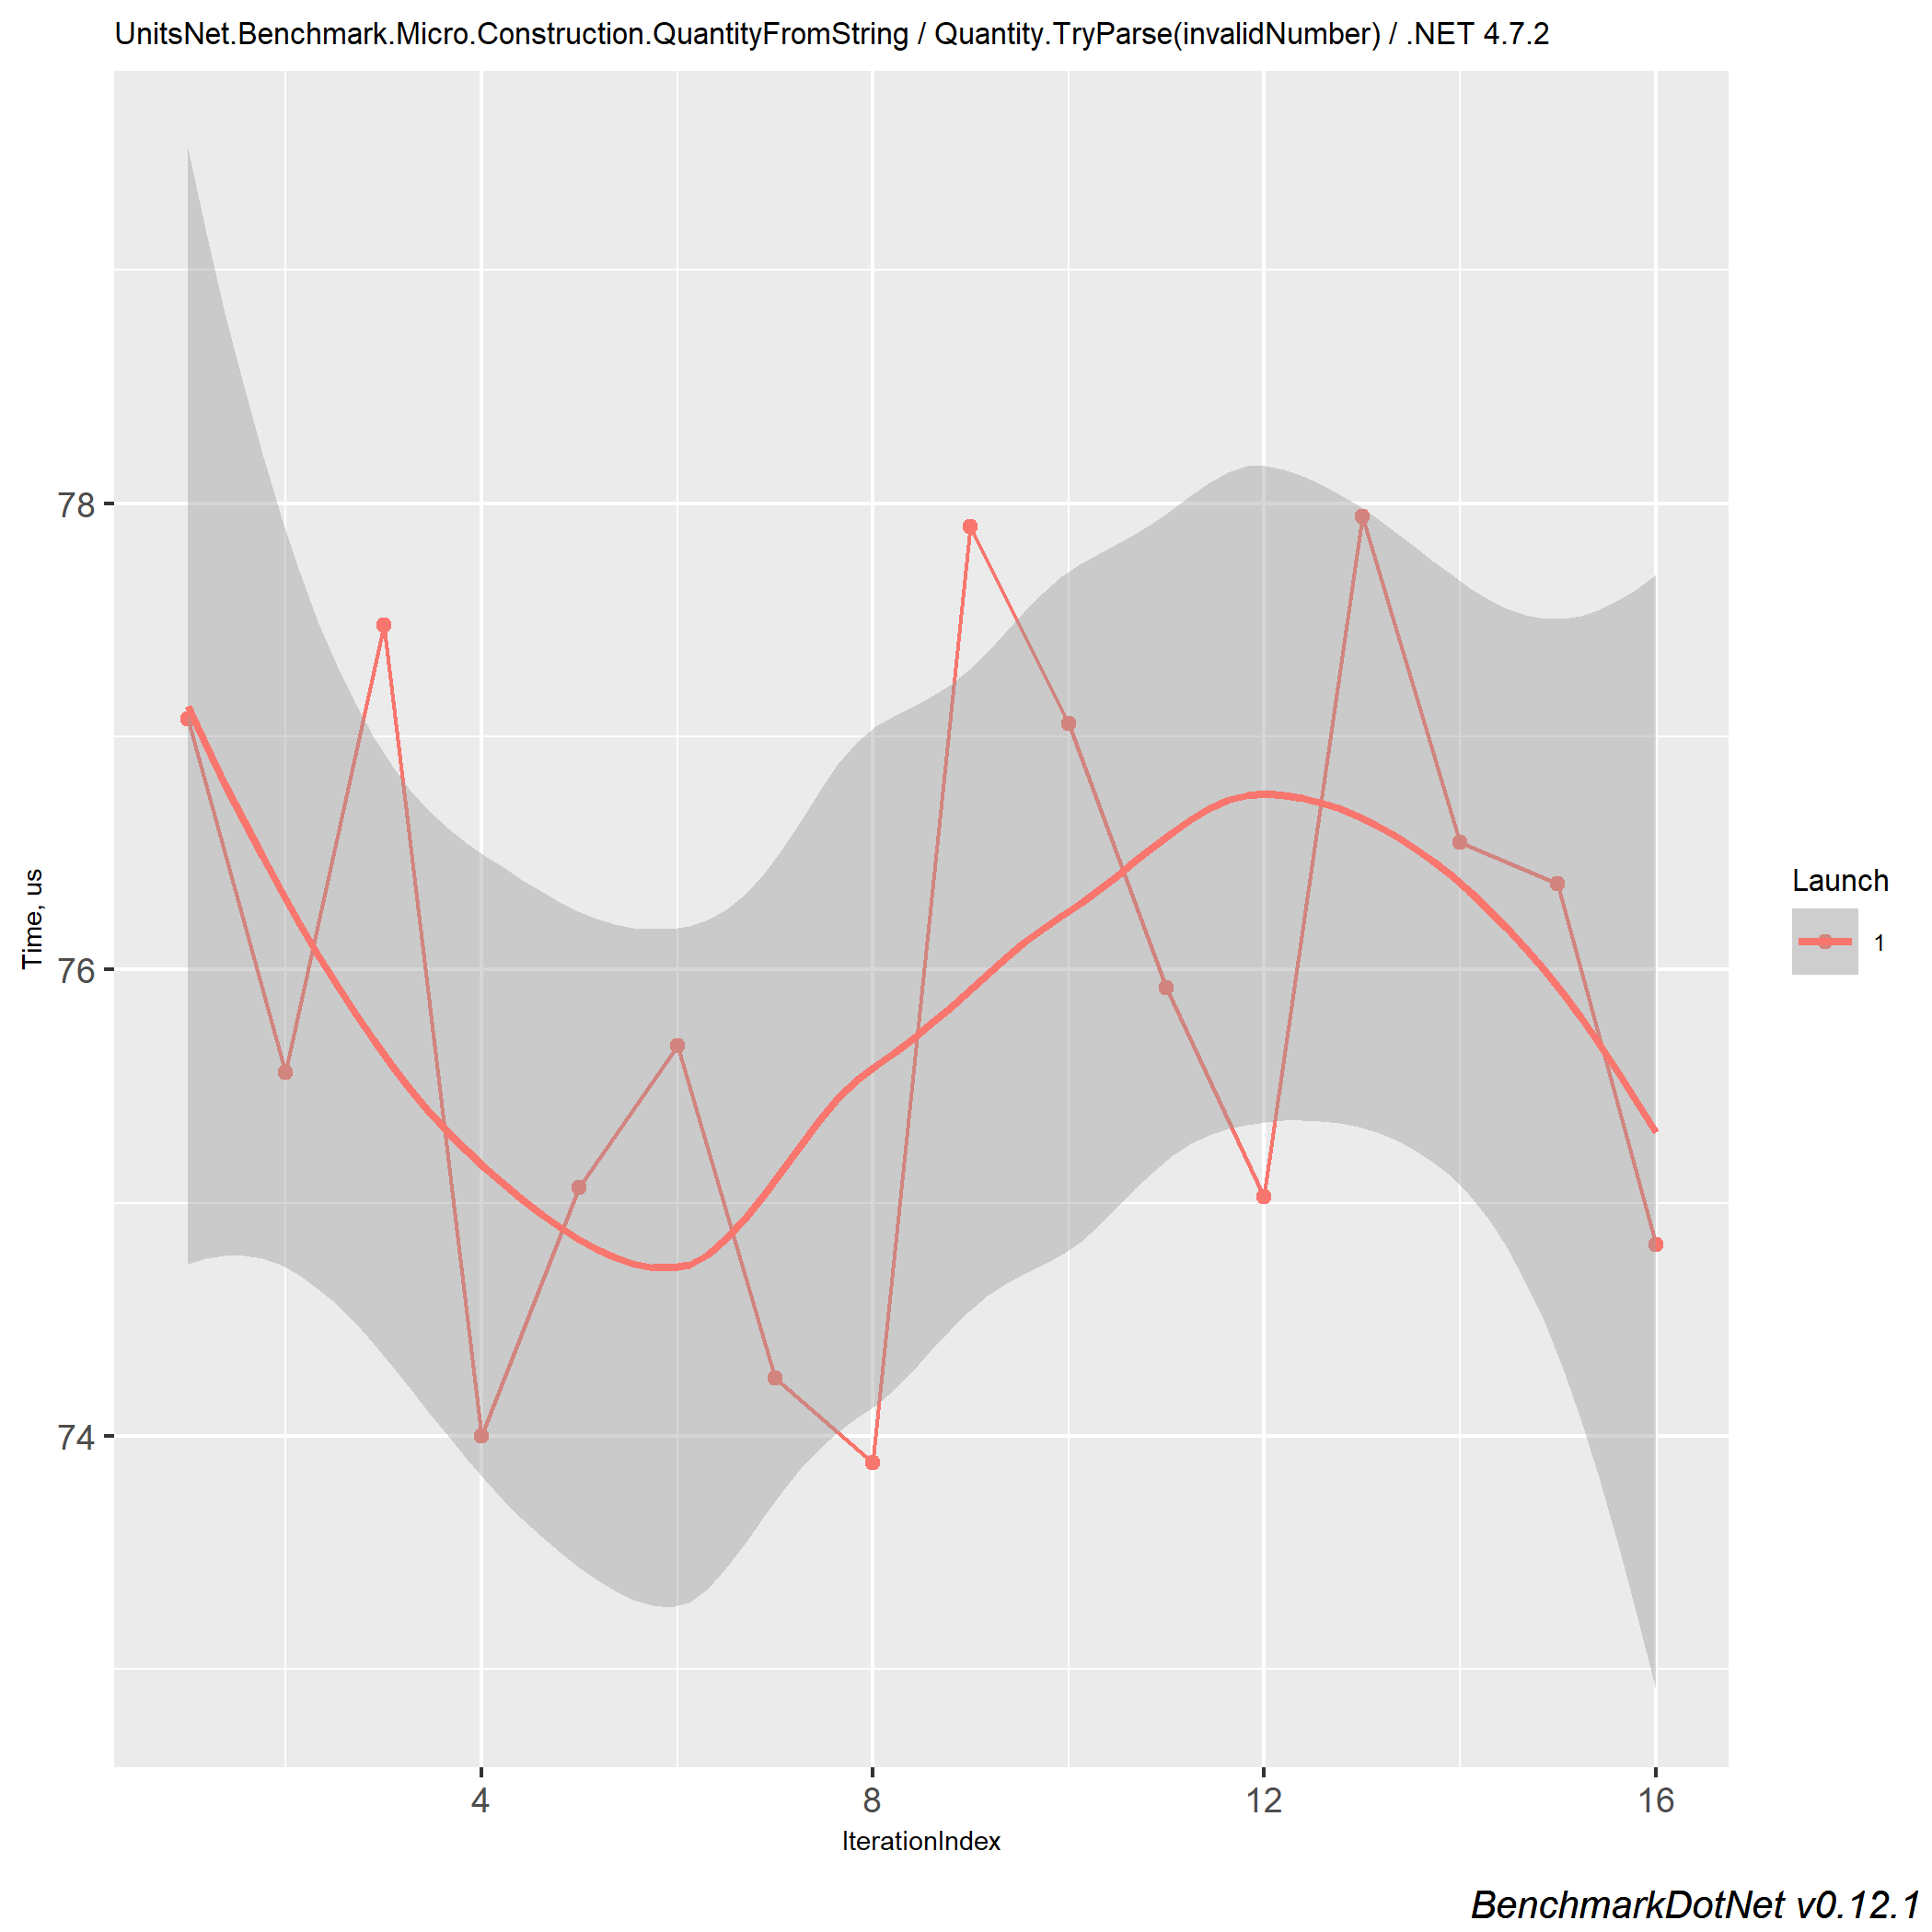 UnitsNet.Benchmark.Micro.Construction.QuantityFromString / Quantity.TryParse(invalidNumber) / .NET 4.7.2
78
76
74
Time, us
4 8 12 16
IterationIndex
Launch
1
BenchmarkDotNet v0.12.1